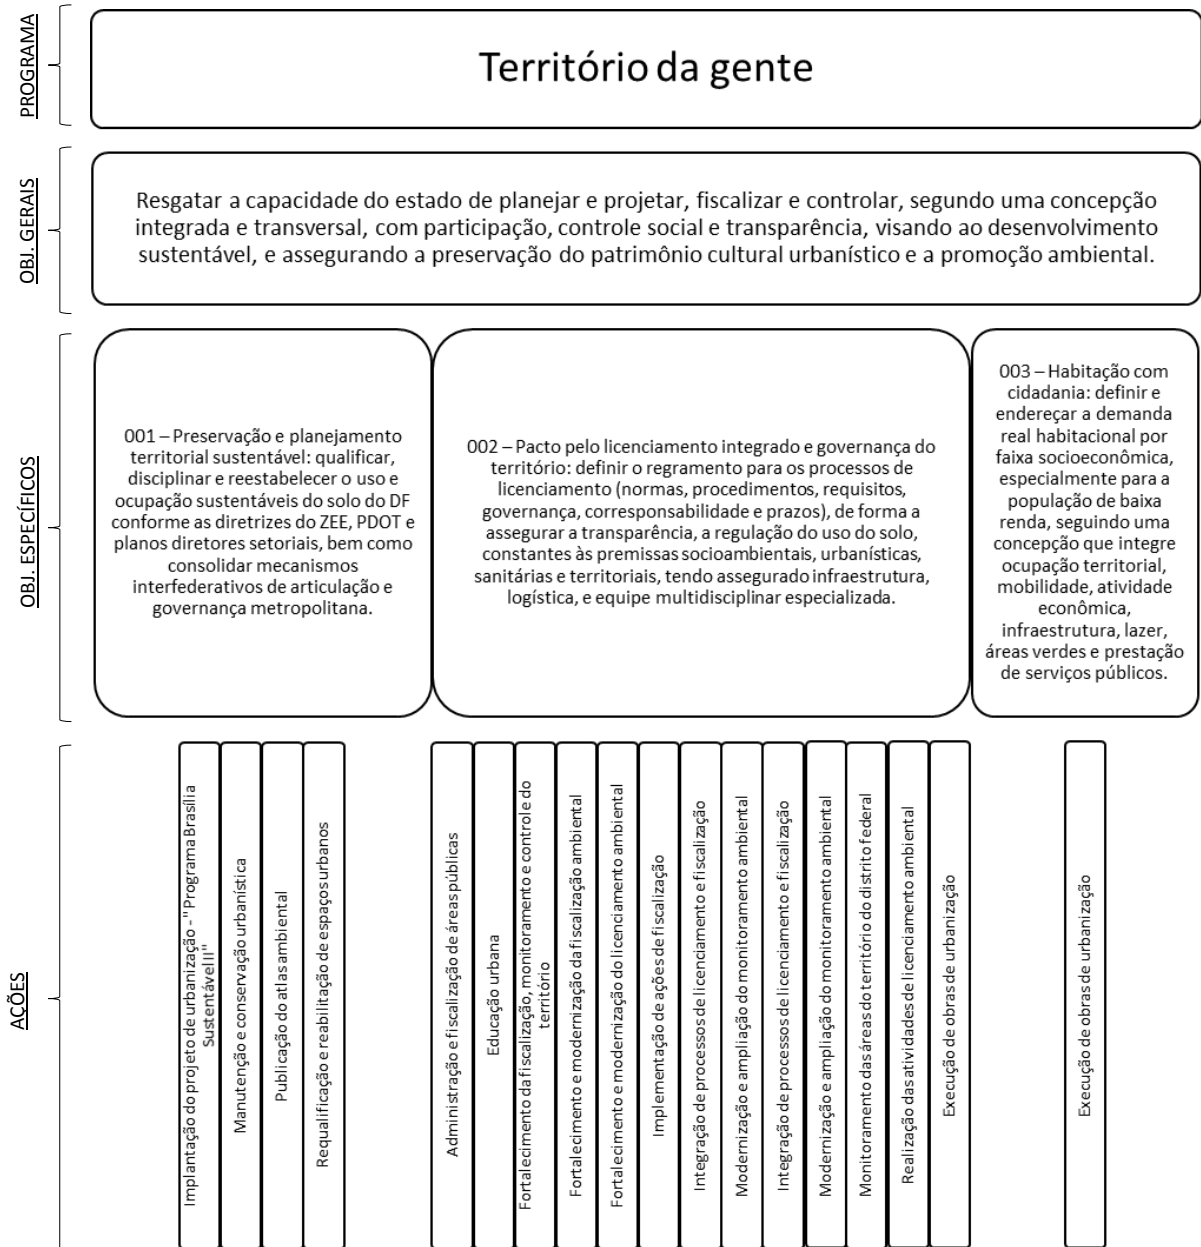 PROGRAMA
Território da gente
OBJ. GERAIS
Resgatar a capacidade do estado de planejar e projetar, fiscalizar e controlar, segundo uma concepção
integrada e transversal, com participação, controle social e transparência, visando ao desenvolvimento
sustentável, e assegurando a preservação do patrimônio cultural urbanístico e a promoção ambiental.
OBJ. ESPECÍFICOS
001 – Preservação e planejamento
territorial sustentável: qualificar,
disciplinar e reestabelecer o uso e
ocupação sustentáveis do solo do DF
conforme as diretrizes do ZEE, PDOT e
planos diretores setoriais, bem como
consolidar mecanismos
interfederativos de articulação e
governança metropolitana.
002 – Pacto pelo licenciamento integrado e governança do
território: definir o regramento para os processos de
licenciamento (normas, procedimentos, requisitos,
governança, corresponsabilidade e prazos), de forma a
assegurar a transparência, a regulação do uso do solo,
constantes às premissas socioambientais, urbanísticas,
sanitárias e territoriais, tendo assegurado infraestrutura,
logística, e equipe multidisciplinar especializada.
003 – Habitação com
cidadania: definir e
endereçar a demanda
real habitacional por
faixa socioeconômica,
especialmente para a
população de baixa
renda, seguindo uma
concepção que integre
ocupação territorial,
mobilidade, atividade
econômica,
infraestrutura, lazer,
áreas verdes e prestação
de serviços públicos.
AÇÕES
Implantação do projeto de urbanização - "Programa Brasília
Sustentável II"
Manutenção e conservação urbanística
Publicação do atlas ambiental
Requalificação e reabilitação de espaços urbanos
Administração e fiscalização de áreas públicas
Educação urbana
Fortalecimento da fiscalização, monitoramento e controle do
território
Fortalecimento e modernização da fiscalização ambiental
Fortalecimento e modernização do licenciamento ambiental
Implementação de ações de fiscalização
Integração de processos de licenciamento e fiscalização
Modernização e ampliação do monitoramento ambiental
Integração de processos de licenciamento e fiscalização
Modernização e ampliação do monitoramento ambiental
Monitoramento das áreas do território do distrito federal
Realização das atividades de licenciamento ambiental
Execução de obras de urbanização
Execução de obras de urbanização